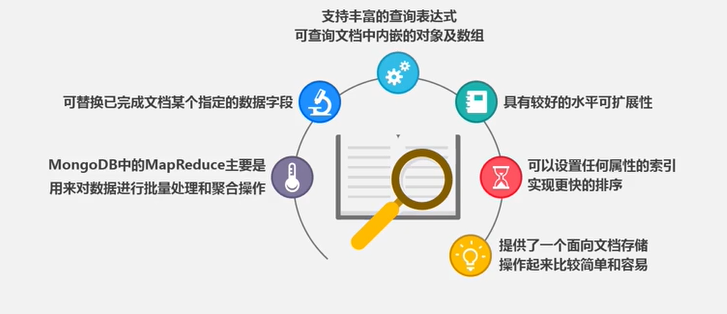 支持丰富的查询表达式
可查询文档中内嵌的对象及数组
可替换已完成文档某个指定的数据字段
具有较好的水平可扩展性
MongoDB中的MapReduce主要是
用来对数据进行批量处理和聚合操作
可以设置任何属性的索引
实现更快的排序
提供了一个面向文档存储
操作起来比较简单和容易